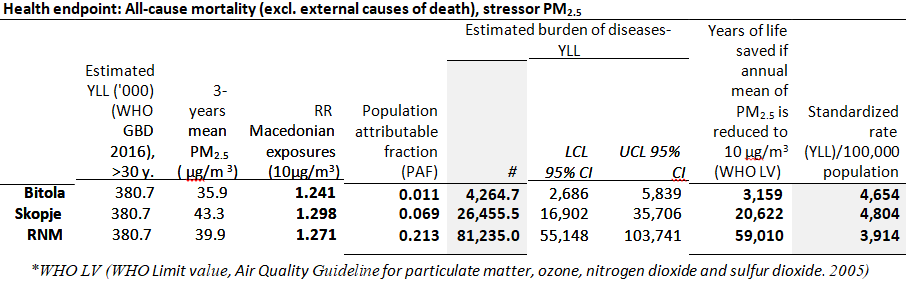 Health endpoint: All-cause mortality (excl. external causes of death), stressor PM2.5
Estimated burden of diseases-
YLL
Estimated
YLL ('000)
(WHO
GBD
2016),
>30 y.
3-
years
mean
PM2.5
( µg/m 3)
RR
Macedonian
exposures
(10µg/m3)
Population
attributable
fraction
(PAF)
#
LCL
95% CI
UCL 95%
CI
Years of life
saved if
annual
mean of
PM2.5 is
reduced to
10 µg/m3
(WHO LV)
Standardized
rate
(YLL)/100,000
population
Bitola 380.7 35.9 1.241 0.011 4,264.7 2,686 5,839 3,159 4,654
Skopje 380.7 43.3 1.298 0.069 26,455.5 16,902 35,706 20,622 4,804
RNM 380.7 39.9 1.271 0.213 81,235.0 55,148 103,741 59,010 3,914
*WHO LV (WHO Limit value, Air Quality Guideline for particulate matter, ozone, nitrogen dioxide and sulfur dioxide. 2005)